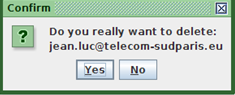 Confirm
Do you really want to delete:
jean.luc@telecom-sudparis.eu
Yes No